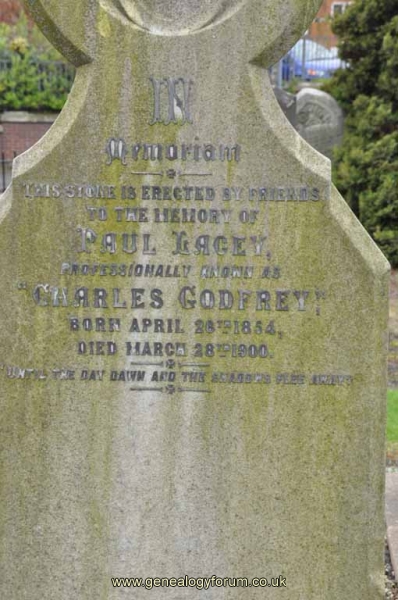 IN
Memoriam
THIS STONE IS ERECTED BY FRIENDS
TO THE MEMORY OF
PAUL LACEY,
PROFESSIONALLY KNOWN AS
"CHARLES GODFREY,"
BORN APRIL 26TH 1854,
DIED MARCH 28TH 1900.
"UNTIL THE DAY DAWN AND THE SHADOWS FLEE AWAY"
www.genealogyforum.co.uk